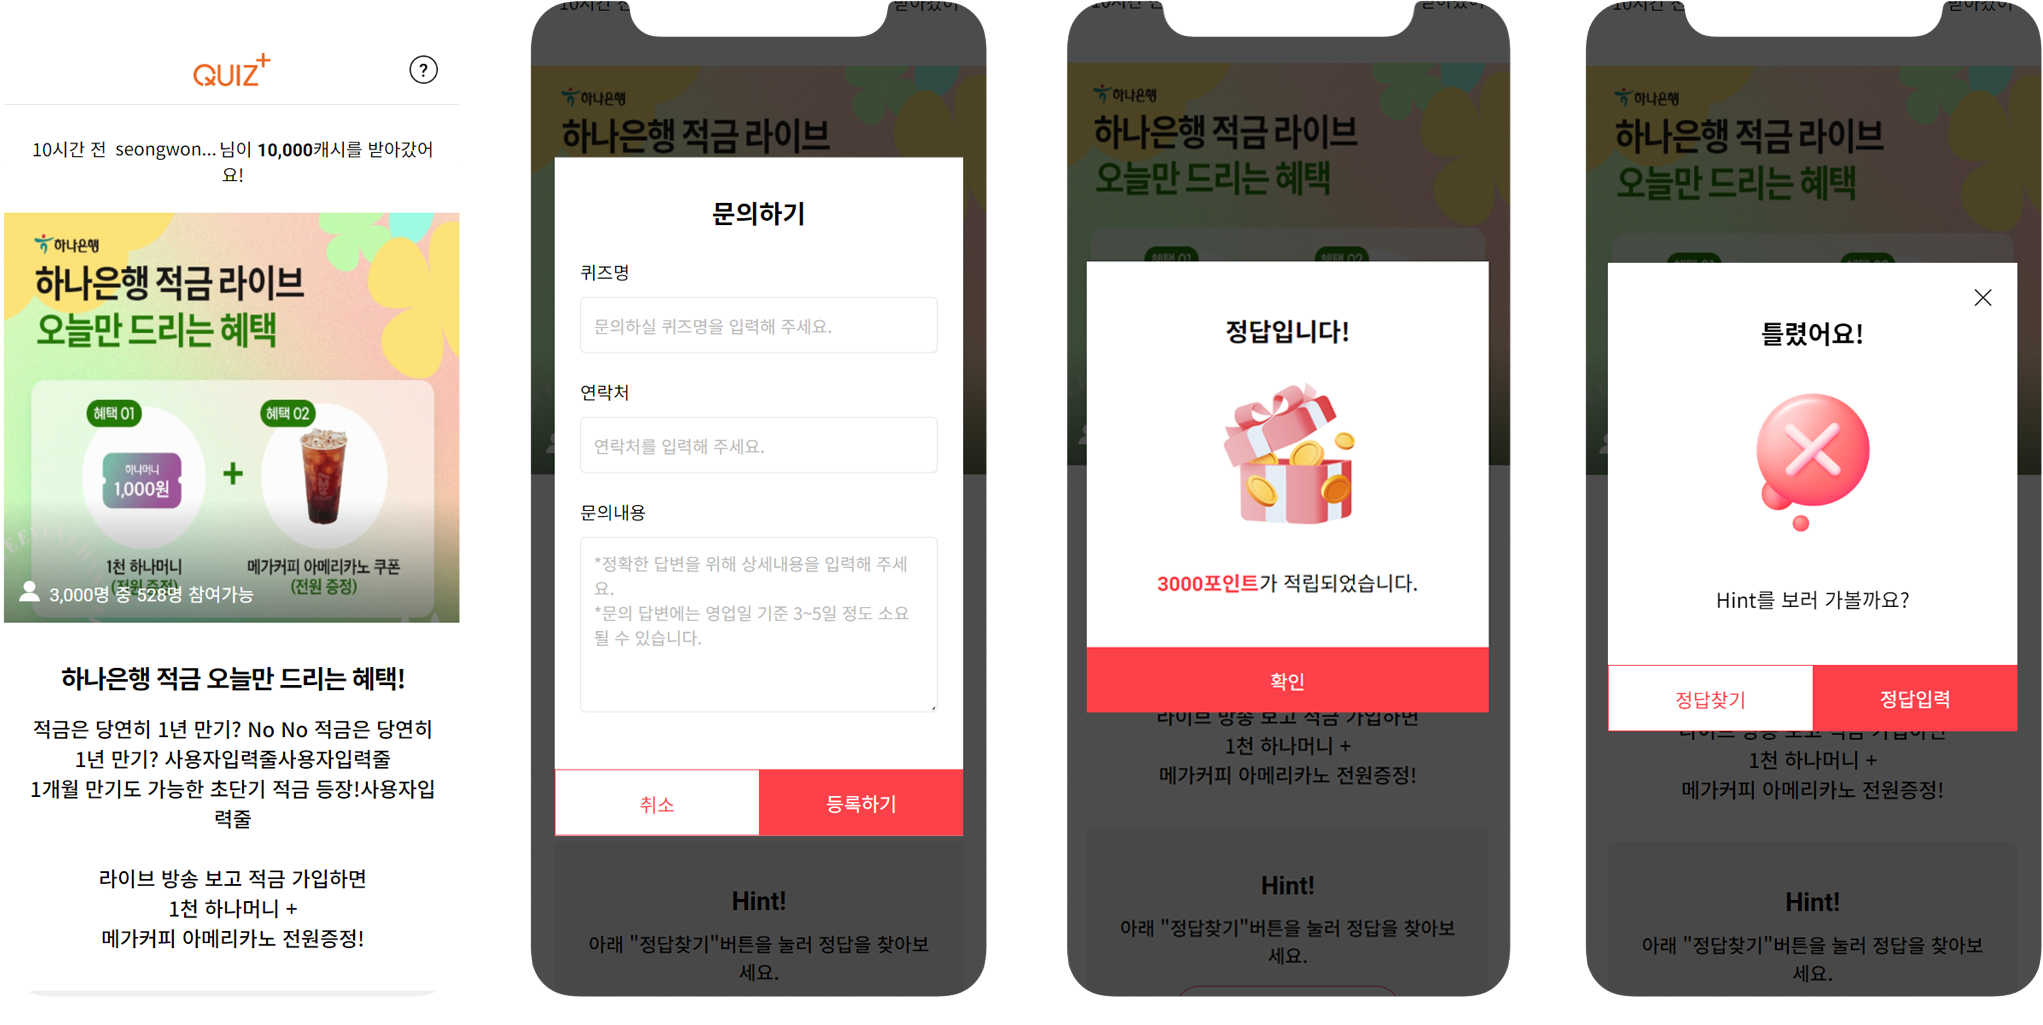 QUIZ+
?
10시간 전 seongwon...님이 10,000캐시를 받아갔어
요!
하나은행
하나은행 적금 라이브
오늘만 드리는 혜택
혜택 01
혜택 02
하나머니
1,000원
+
1천 하나머니
(전원 증정)
메가커피 아메리카노 쿠폰
(전원 증정)
3,000명 중 528명 참여가능
하나은행 적금 오늘만 드리는 혜택!
적금은 당연히 1년 만기? No No 적금은 당연히
1년 만기? 사용자입력줄사용자입력줄
1개월 만기도 가능한 초단기 적금 등장!사용자입
력줄
라이브 방송 보고 적금 가입하면
1천 하나머니 +
메가커피 아메리카노 전원증정!
10시간 전
받아갔어
하나은행
하나은행 적금 라이브
문의하기
퀴즈명
문의하실 퀴즈명을 입력해 주세요.
연락처
연락처를 입력해 주세요.
문의내용
*정확한 답변을 위해 상세내용을 입력해 주세
요.
*문의 답변에는 영업일 기준 3~5일 정도 소요
될 수 있습니다.
취소
등록하기
Hint!
아래 "정답찾기"버튼을 눌러 정답을 찾아보
세요.
10시간 전
받아갔어
하나은행
하나은행 적금 라이브
오늘만 드리는 혜택
혜택 01
혜택 02
정답입니다!
3000포인트가 적립되었습니다.
확인
라이브 방송 보고 적금 가입하면
1천 하나머니 +
메가커피 아메리카노 전원증정!
Hint!
아래 "정답찾기"버튼을 눌러 정답을 찾아보
세요.
10시간 전
받아갔어
하나은행
하나은행 적금 라이브
오늘만 드리는 혜택
틀렸어요!
Hint를 보러 가볼까요?
정답찾기
정답입력
라이브 방송 보고 적금 가입하면
1천 하나머니 +
메가커피 아메리카노 전원증정!
Hint!
아래 "정답찾기"버튼을 눌러 정답을 찾아보
세요.